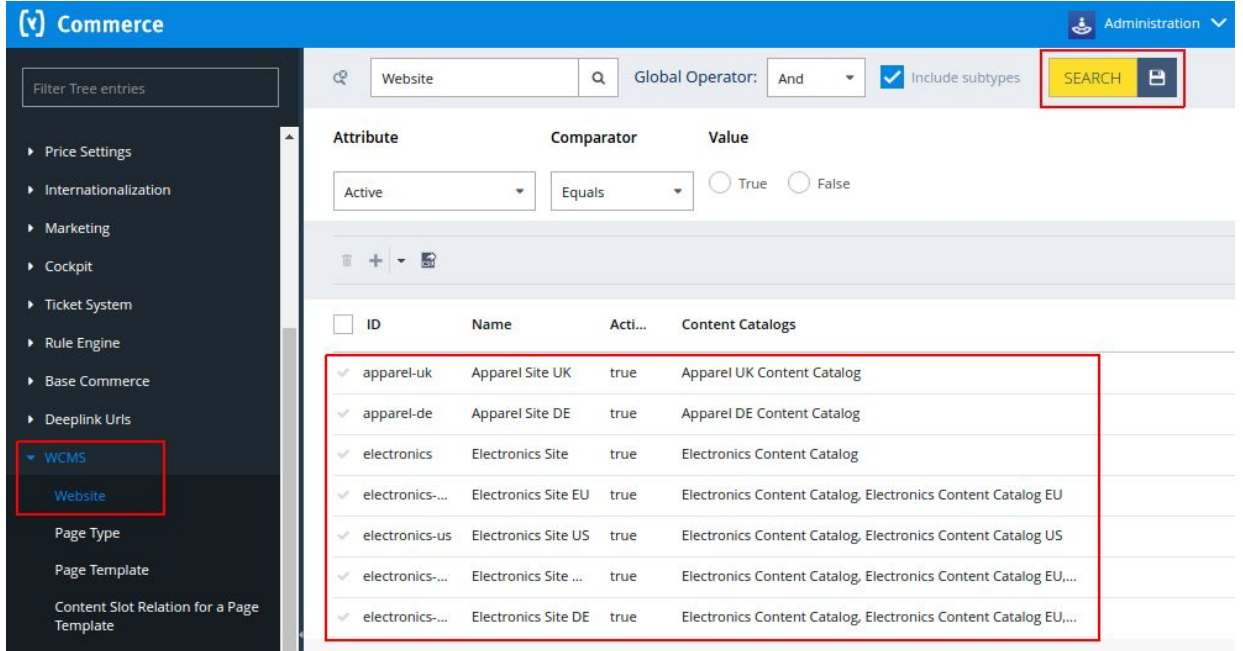 (y) Commerce
Administration
Filter Tree entries
Price Settings
Internationalization
Marketing
Cockpit
Ticket System
Rule Engine
Base Commerce
Deeplink Urls
WCMS
Website
Page Type
Page Template
Content Slot Relation for a Page
Template
Website Global Operator: And Include subtypes SEARCH
Attribute Comparator Value
Active Equals True False
CSV
ID Name Acti... Content Catalogs
apparel-uk Apparel Site UK true Apparel UK Content Catalog
apparel-de Apparel Site DE true Apparel DE Content Catalog
electronics Electronics Site true Electronics Content Catalog
electronics-... Electronics Site EU true Electronics Content Catalog, Electronics Content Catalog EU
electronics-us Electronics Site US true Electronics Content Catalog, Electronics Content Catalog US
electronics-... Electronics Site ... true Electronics Content Catalog, Electronics Content Catalog EU,...
electronics-... Electronics Site DE true Electronics Content Catalog, Electronics Content Catalog EU,...